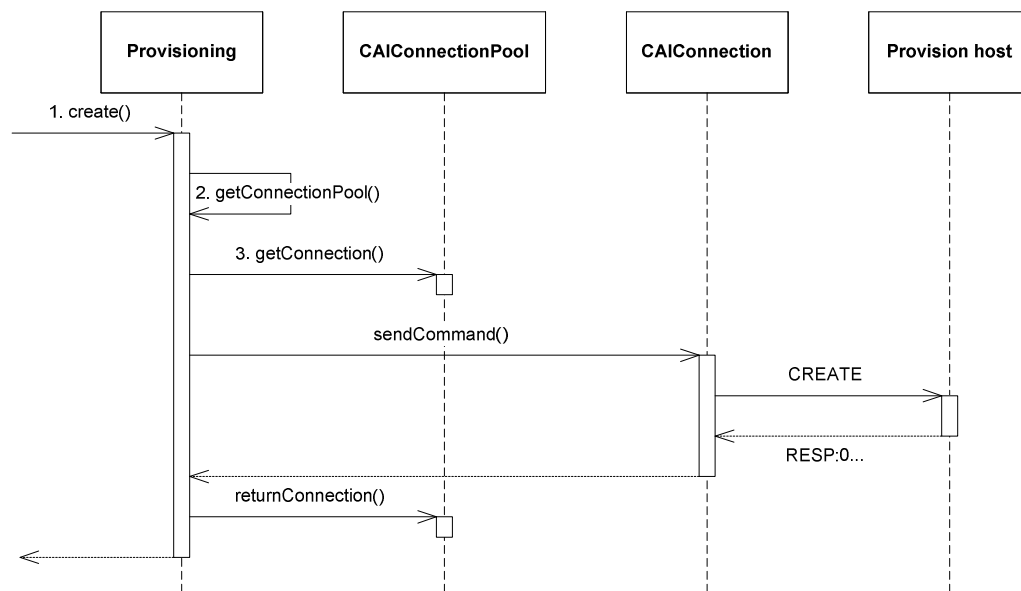 Provisioning
CAIConnectionPool
CAIConnection
Provision host
1. create()
2. getConnectionPool()
3. getConnection()
sendCommand()
CREATE
RESP:0...
returnConnection()